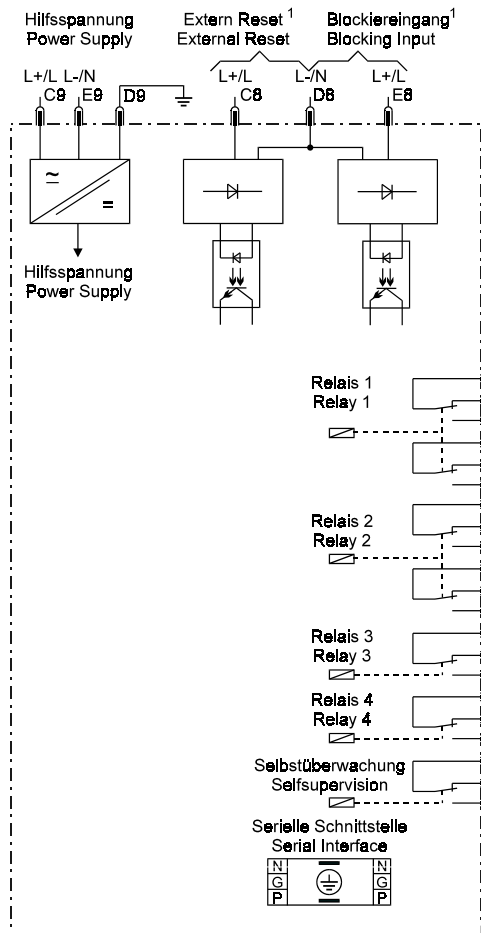 Hilfsspannung
Power Supply
Extern Reset 1
External Reset
Blockiereingang 1
Blocking Input
L+/L L-/N
C9 E9 D9
L+/L L-/N L+/L
C8 D8 E8
Hilfsspannung
Power Supply
Relais 1
Relay 1
Relais 2
Relay 2
Relais 3
Relay 3
Relais 4
Relay 4
Selbstüberwachung
Selfsupervision
Serielle Schnittstelle
Serial Interface
N N
G G
P P